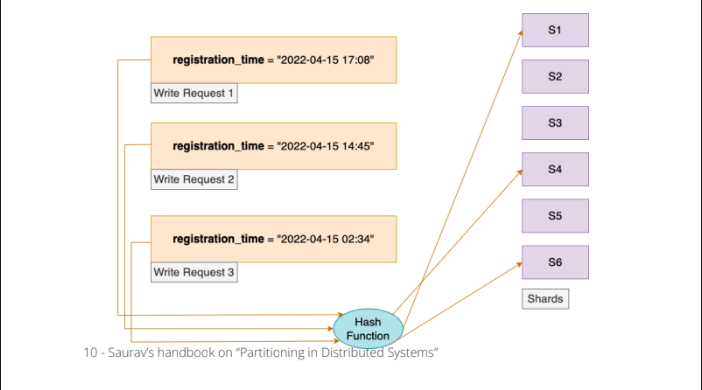 registration_time = "2022-04-15 17:08"
Write Request 1
registration_time = "2022-04-15 14:45"
Write Request 2
registration_time = "2022-04-15 02:34"
Write Request 3
S1
S2
S3
S4
S5
S6
Shards
Hash
Function
10 - Saurav's handbook on “Partitioning in Distributed Systems”